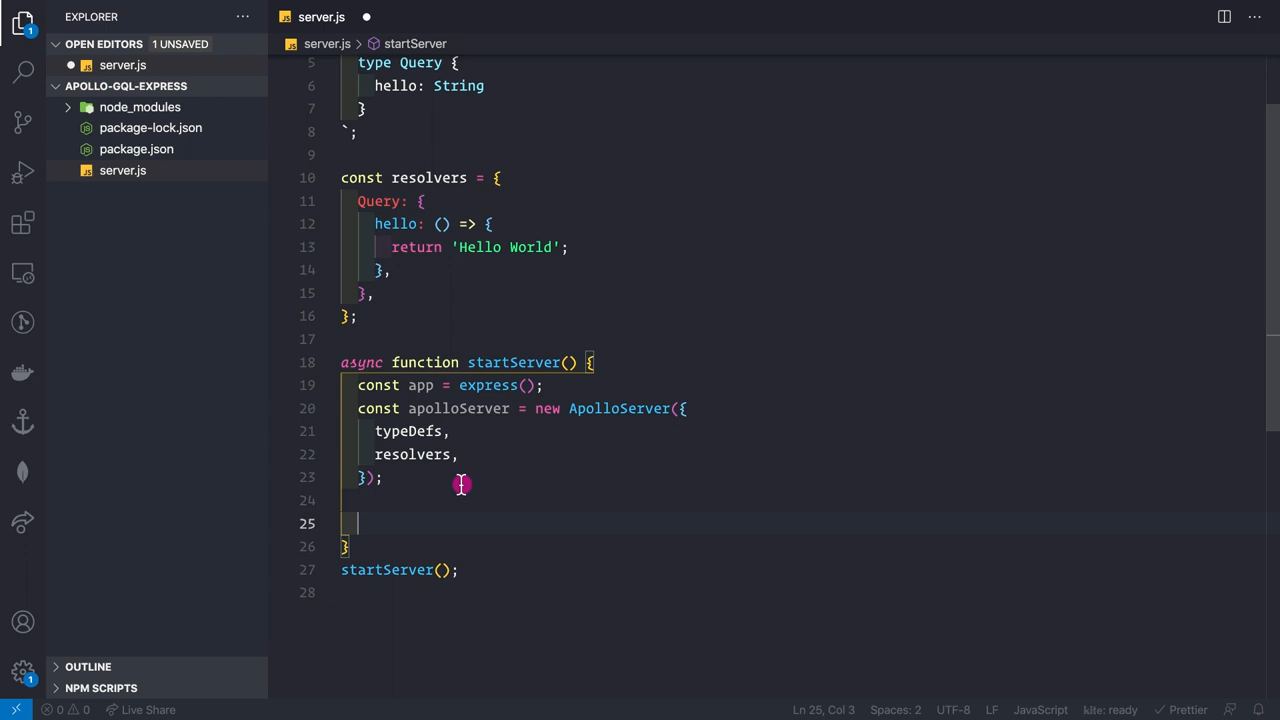 EXPLORER
server.js
OPEN EDITORS 1 UNSAVED
server.js > startServer
server.js
APOLLO-GQL-EXPRESS
node_modules
package-lock.json
package.json
server.js
5 type Query {
6 hello: String
7 }
8 `;
9
10 const resolvers = {
11 Query: {
12 hello: () => {
13 return 'Hello World';
14 },
15 },
16 };
17
18 async function startServer() {
19 const app = express();
20 const apolloServer = new ApolloServer({
21 typeDefs,
22 resolvers,
23 });
24
25
26 }
27 startServer();
28
1
OUTLINE
1
NPM SCRIPTS
0 0 Live Share Ln 25, Col 3 Spaces: 2 UTF-8 LF JavaScript kite: ready Prettier